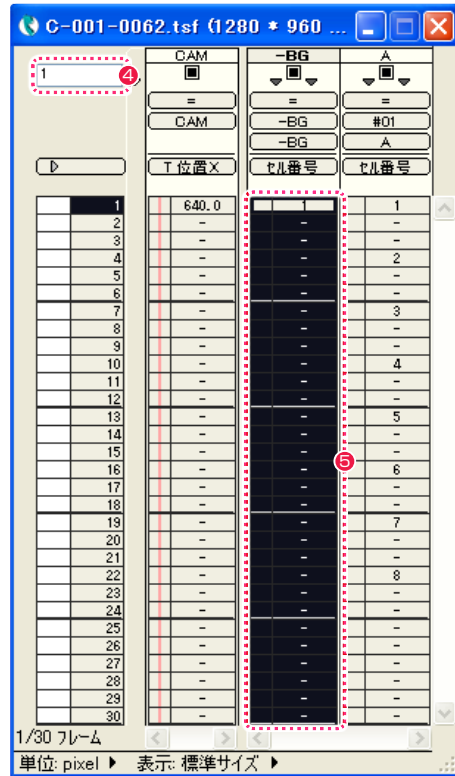 C-001-0062.tsf (1280 * 960 ...
CAM -BG A
1 4
= = =
CAM -BG #01
-BG A
T 位置X セル番号 セル番号
1 640.0 1 1
2 - - -
3 - - -
4 - - 2
5 - - -
6 - - -
7 - - 3
8 - - -
9 - - -
10 - - 4
11 - - -
12 - - -
13 - - 5
14 - - -
15 - - -
16 - - 6
5
17 - - -
18 - - -
19 - - 7
20 - - -
21 - - -
22 - - 8
23 - - -
24 - - -
25 - - -
26 - - -
27 - - -
28 - - -
29 - - -
30 - - -
1/30 フレーム
単位: pixel 表示: 標準サイズ